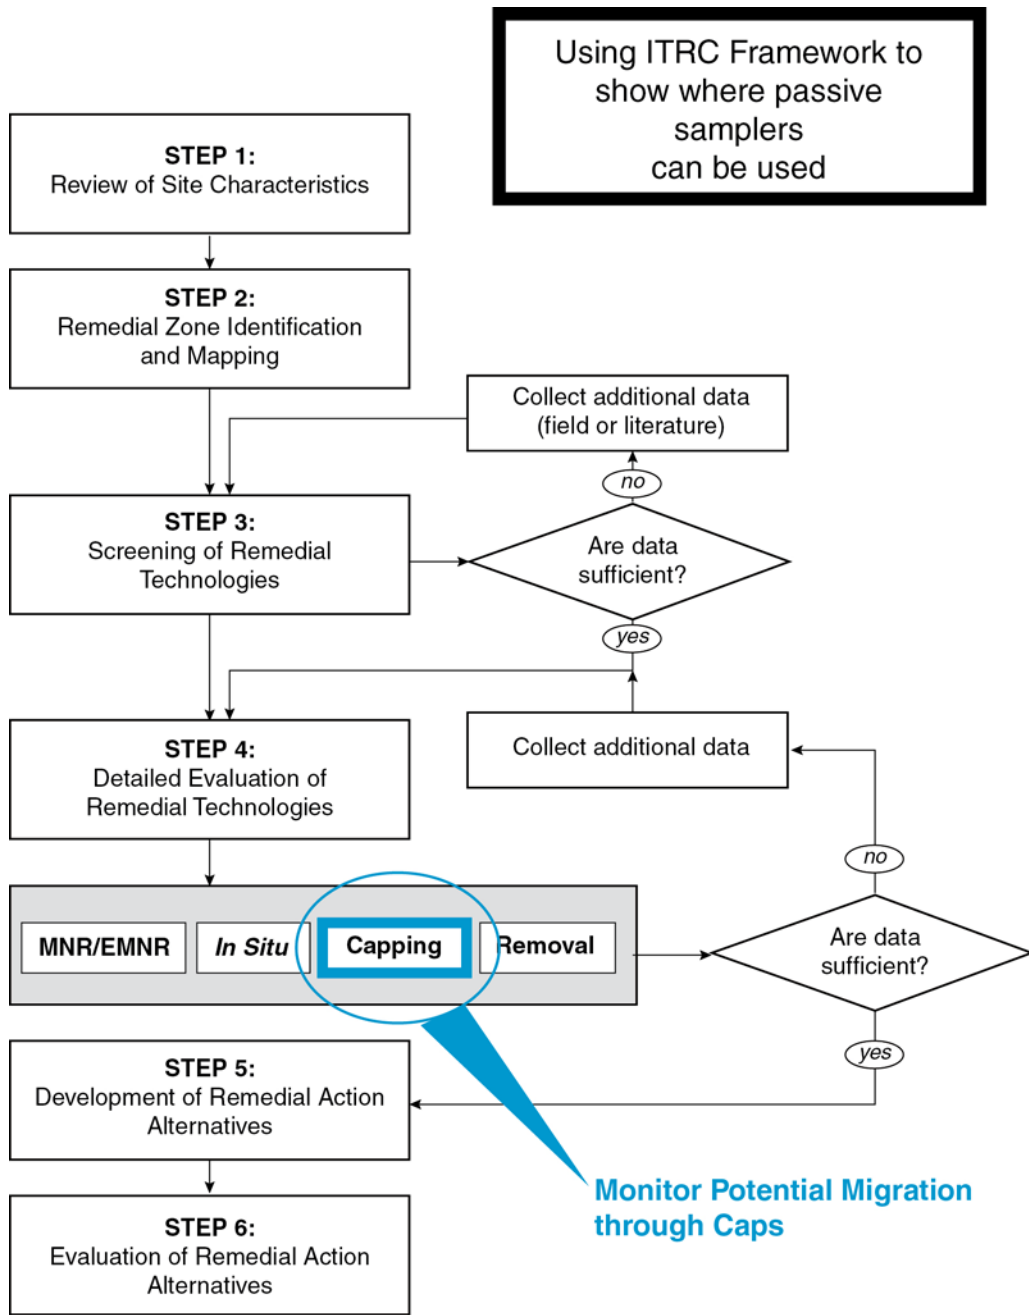 Using ITRC Framework to
show where passive
samplers
can be used
STEP 1:
Review of Site Characteristics
STEP 2:
Remedial Zone Identification
and Mapping
Collect additional data
(field or literature)
no
STEP 3:
Screening of Remedial
Technologies
Are data
sufficient?
yes
STEP 4:
Detailed Evaluation of
Remedial Technologies
Collect additional data
no
MNR/EMNR
In Situ
Capping
Removal
Are data
sufficient?
yes
STEP 5:
Development of Remedial Action
Alternatives
Monitor Potential Migration
through Caps
STEP 6:
Evaluation of Remedial Action
Alternatives